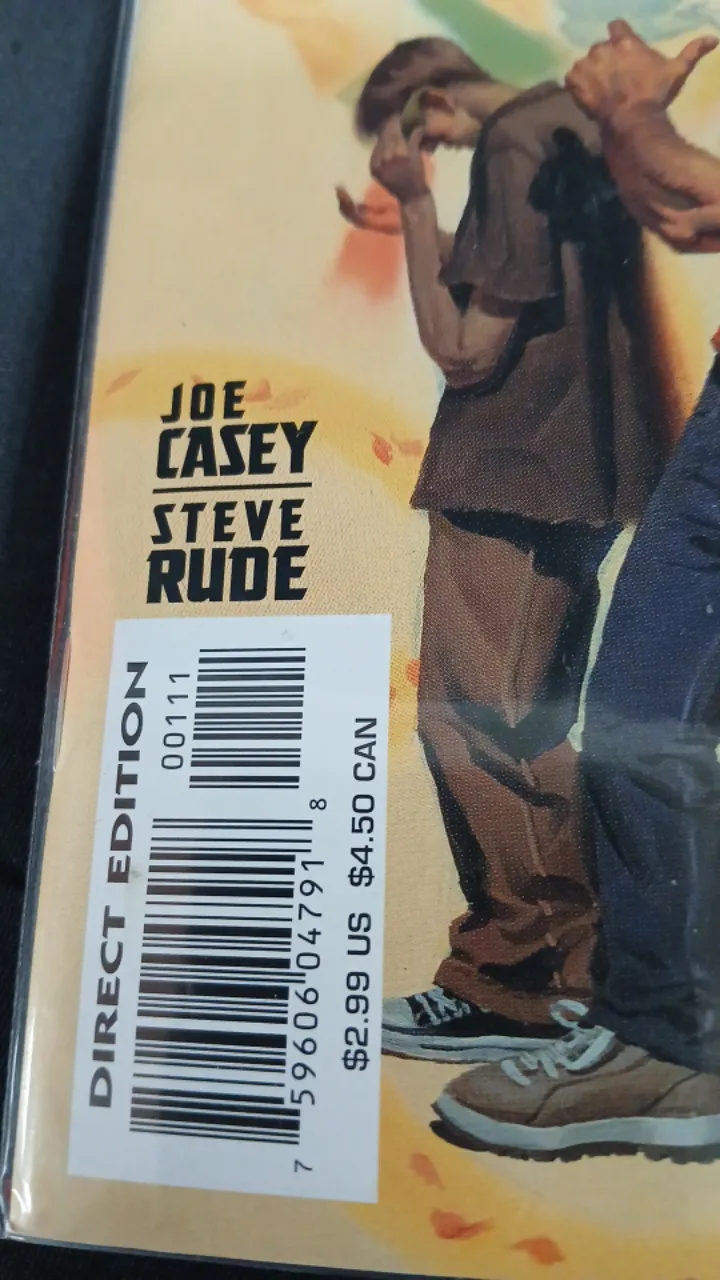 JOE
CASEY
STEVE
RUDE
DIRECT EDITION
00111
7 59606 04791 8
$2.99 US $4.50 CAN